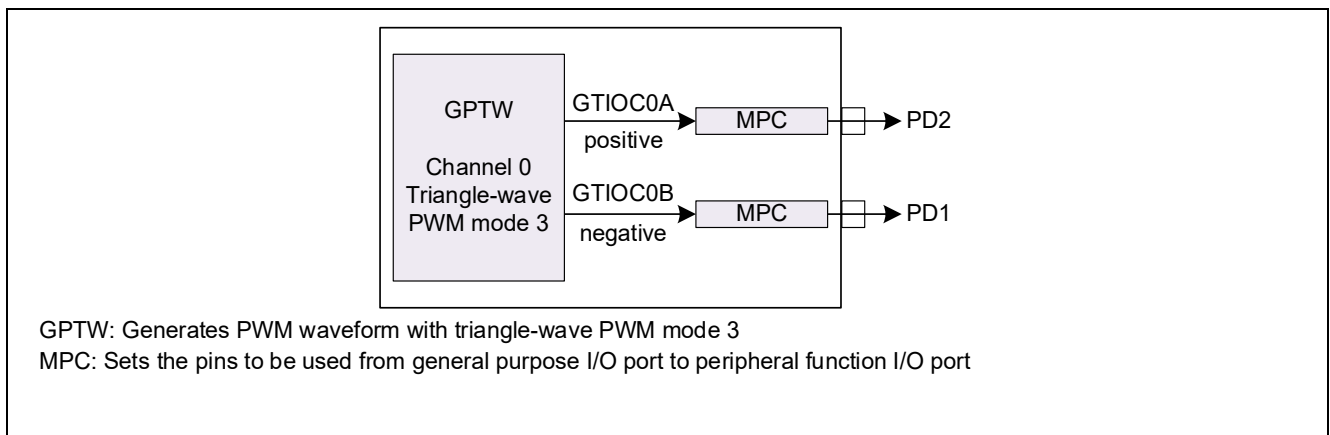 GPTW
Channel 0
Triangle-wave
PWM mode 3
GTIOC0A
positive
MPC
PD2
GTIOC0B
negative
MPC
PD1
GPTW: Generates PWM waveform with triangle-wave PWM mode 3
MPC: Sets the pins to be used from general purpose I/O port to peripheral function I/O port